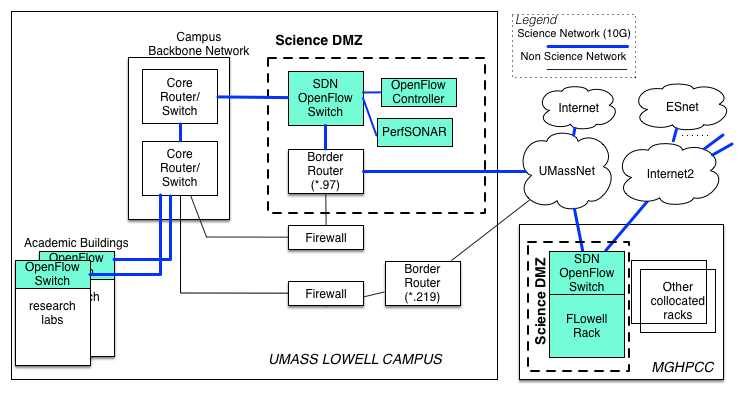 Legend
Science Network (10G)
Non Science Network
Campus
Backbone Network
Science DMZ
Core
Router/
Switch
SDN
OpenFlow
Switch
OpenFlow
Controller
PerfSONAR
Core
Router/
Switch
Border
Router
(*.97)
Internet
ESnet
.......
UMassNet
Internet2
Firewall
Academic Buildings
OpenFlow
OpenFlow
Switch
research
labs
ch
Firewall
Border
Router
(*.219)
UMASS LOWELL CAMPUS
Science DMZ
SDN
OpenFlow
Switch
FLowell
Rack
Other
collocated
racks
MGHPCC